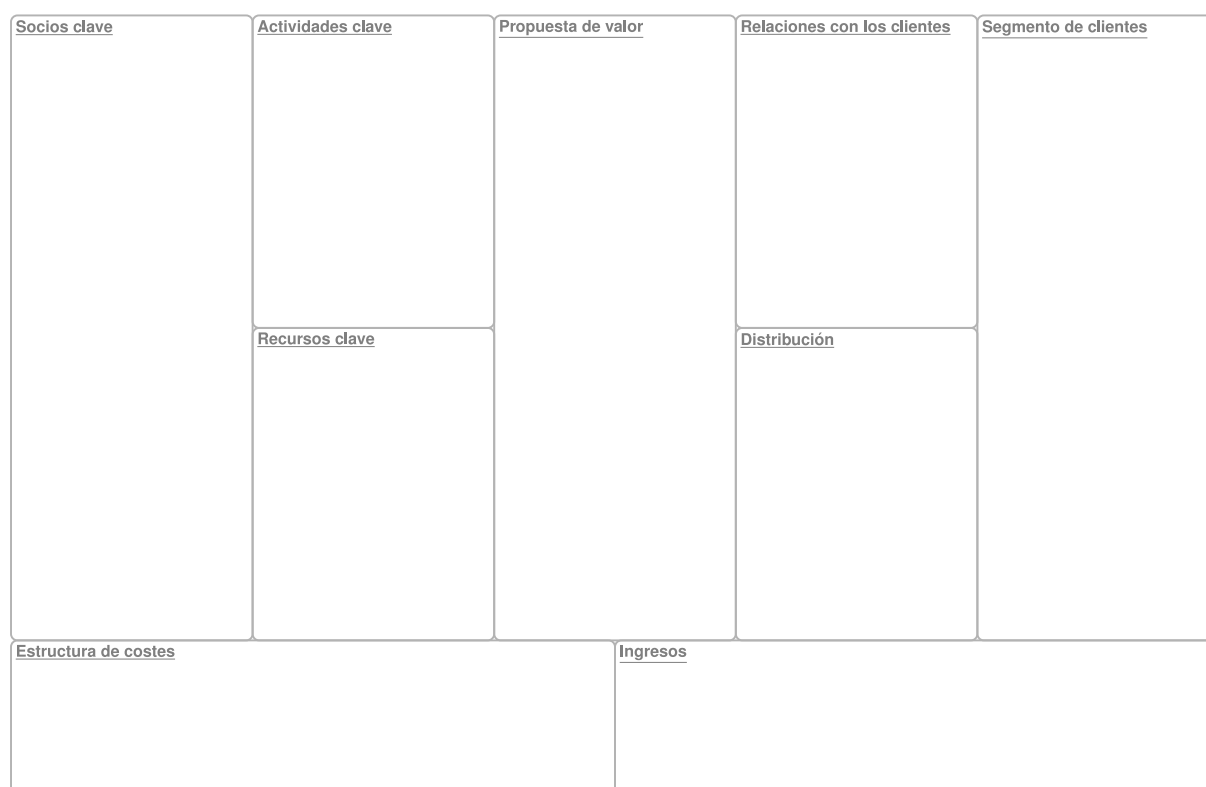 Socios clave
Actividades clave
Propuesta de valor
Relaciones con los clientes
Segmento de clientes
Recursos clave
Distribución
Estructura de costes
Ingresos